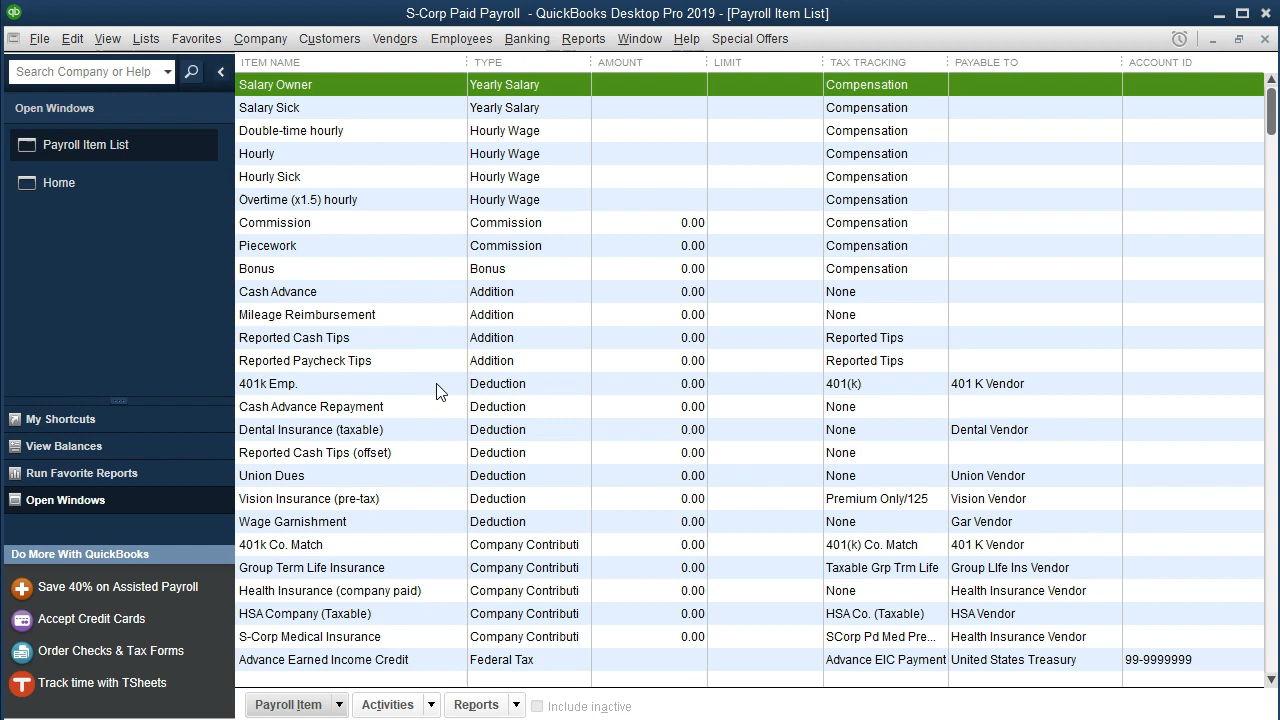 S-Corp Paid Payroll - QuickBooks Desktop Pro 2019 - [Payroll Item List]
File Edit View Lists Favorites Company Customers Vendors Employees Banking Reports Window Help Special Offers
Search Company or Help
Open Windows
Payroll Item List
Home
My Shortcuts
View Balances
Run Favorite Reports
Open Windows
Do More With QuickBooks
Save 40% on Assisted Payroll
Accept Credit Cards
Order Checks & Tax Forms
Track time with TSheets
ITEM NAME TYPE AMOUNT LIMIT TAX TRACKING PAYABLE TO ACCOUNT ID
Salary Owner Yearly Salary Compensation
Salary Sick Yearly Salary Compensation
Double-time hourly Hourly Wage Compensation
Hourly Hourly Wage Compensation
Hourly Sick Hourly Wage Compensation
Overtime (x1.5) hourly Hourly Wage Compensation
Commission Commission 0.00 Compensation
Piecework Commission 0.00 Compensation
Bonus Bonus 0.00 Compensation
Cash Advance Addition 0.00 None
Mileage Reimbursement Addition 0.00 None
Reported Cash Tips Addition 0.00 Reported Tips
Reported Paycheck Tips Addition 0.00 Reported Tips
401k Emp. Deduction 0.00 401(k) 401 K Vendor
Cash Advance Repayment Deduction 0.00 None
Dental Insurance (taxable) Deduction 0.00 None Dental Vendor
Reported Cash Tips (offset) Deduction 0.00 None
Union Dues Deduction 0.00 None Union Vendor
Vision Insurance (pre-tax) Deduction 0.00 Premium Only/125 Vision Vendor
Wage Garnishment Deduction 0.00 None Gar Vendor
401k Co. Match Company Contributi 0.00 401(k) Co. Match 401 K Vendor
Group Term Life Insurance Company Contributi 0.00 Taxable Grp Trm Life Group LIfe Ins Vendor
Health Insurance (company paid) Company Contributi 0.00 None Health Insurance Vendor
HSA Company (Taxable) Company Contributi 0.00 HSA Co. (Taxable) HSA Vendor
S-Corp Medical Insurance Company Contributi 0.00 SCorp Pd Med Pre... Health Insurance Vendor
Advance Earned Income Credit Federal Tax Advance EIC Payment United States Treasury 99-9999999
Payroll Item Activities Reports Include inactive